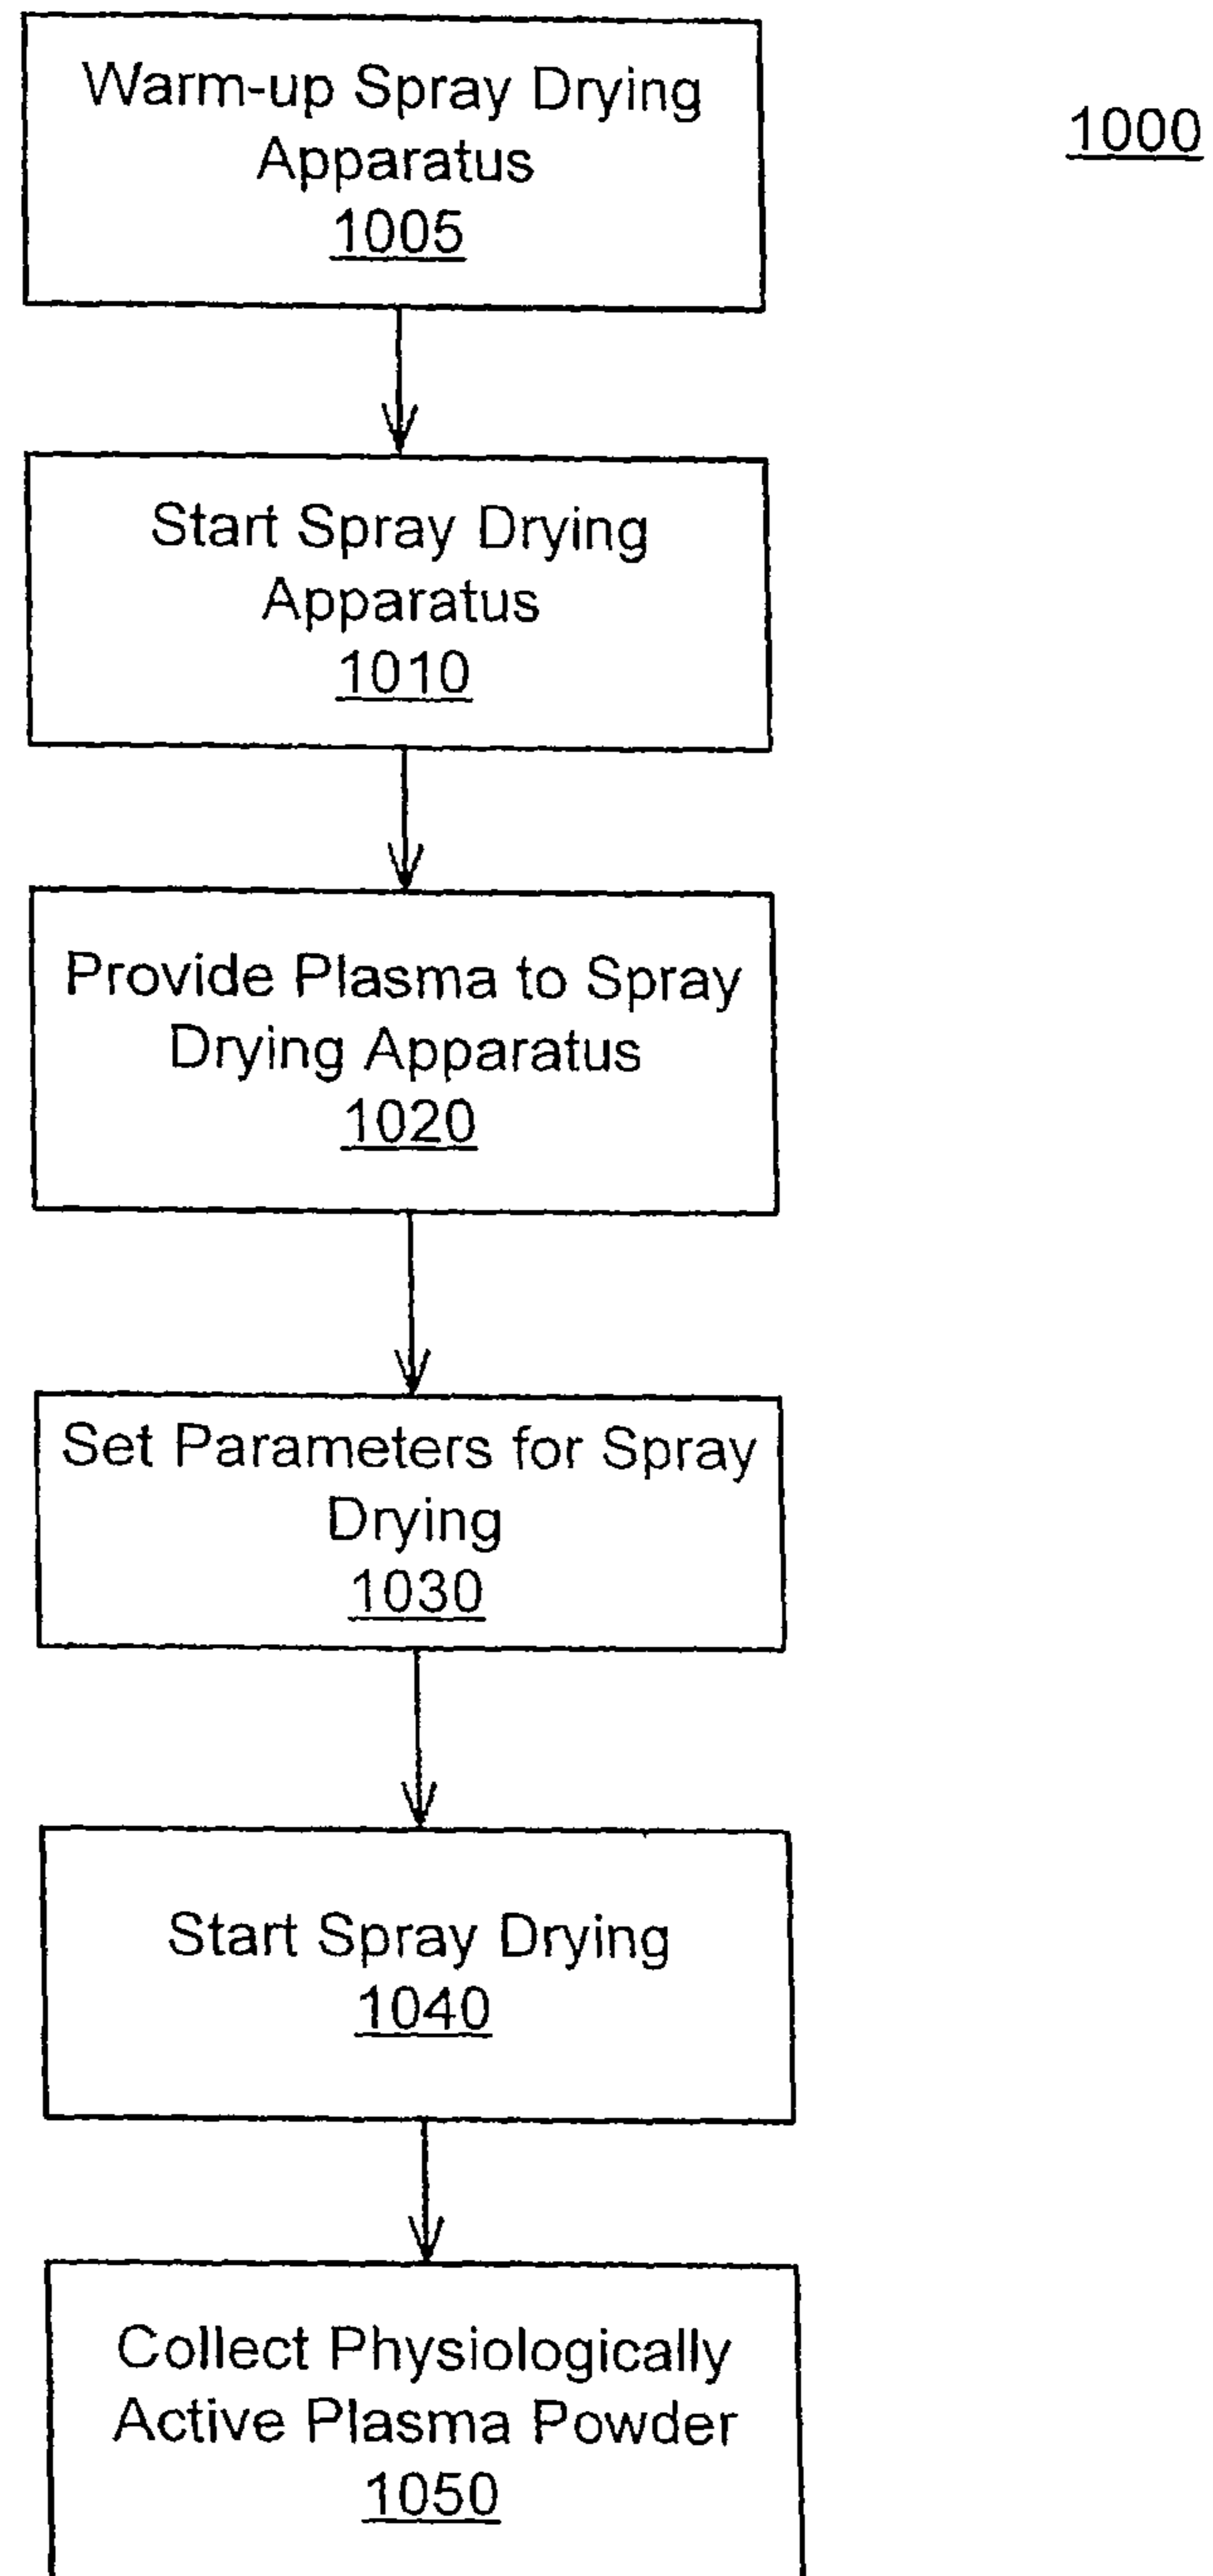 Warm-up Spray Drying
Apparatus
1005
1000
Start Spray Drying
Apparatus
1010
Provide Plasma to Spray
Drying Apparatus
1020
Set Parameters for Spray
Drying
1030
Start Spray Drying
1040
Collect Physiologically
Active Plasma Powder
1050